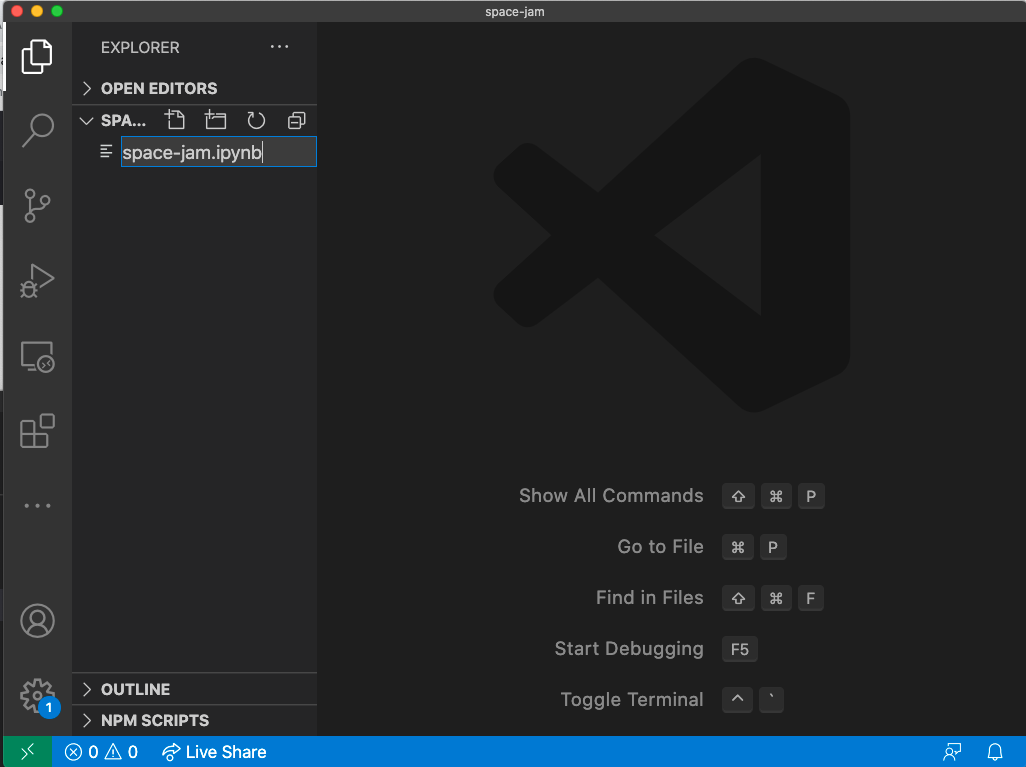 space-jam
EXPLORER
OPEN EDITORS
SPA...
space-jam.ipynb
Show All Commands ⇧ ⌘ P
Go to File ⌘ P
Find in Files ⇧ ⌘ F
Start Debugging F5
Toggle Terminal ^ `
OUTLINE
NPM SCRIPTS
1
0 0 Live Share